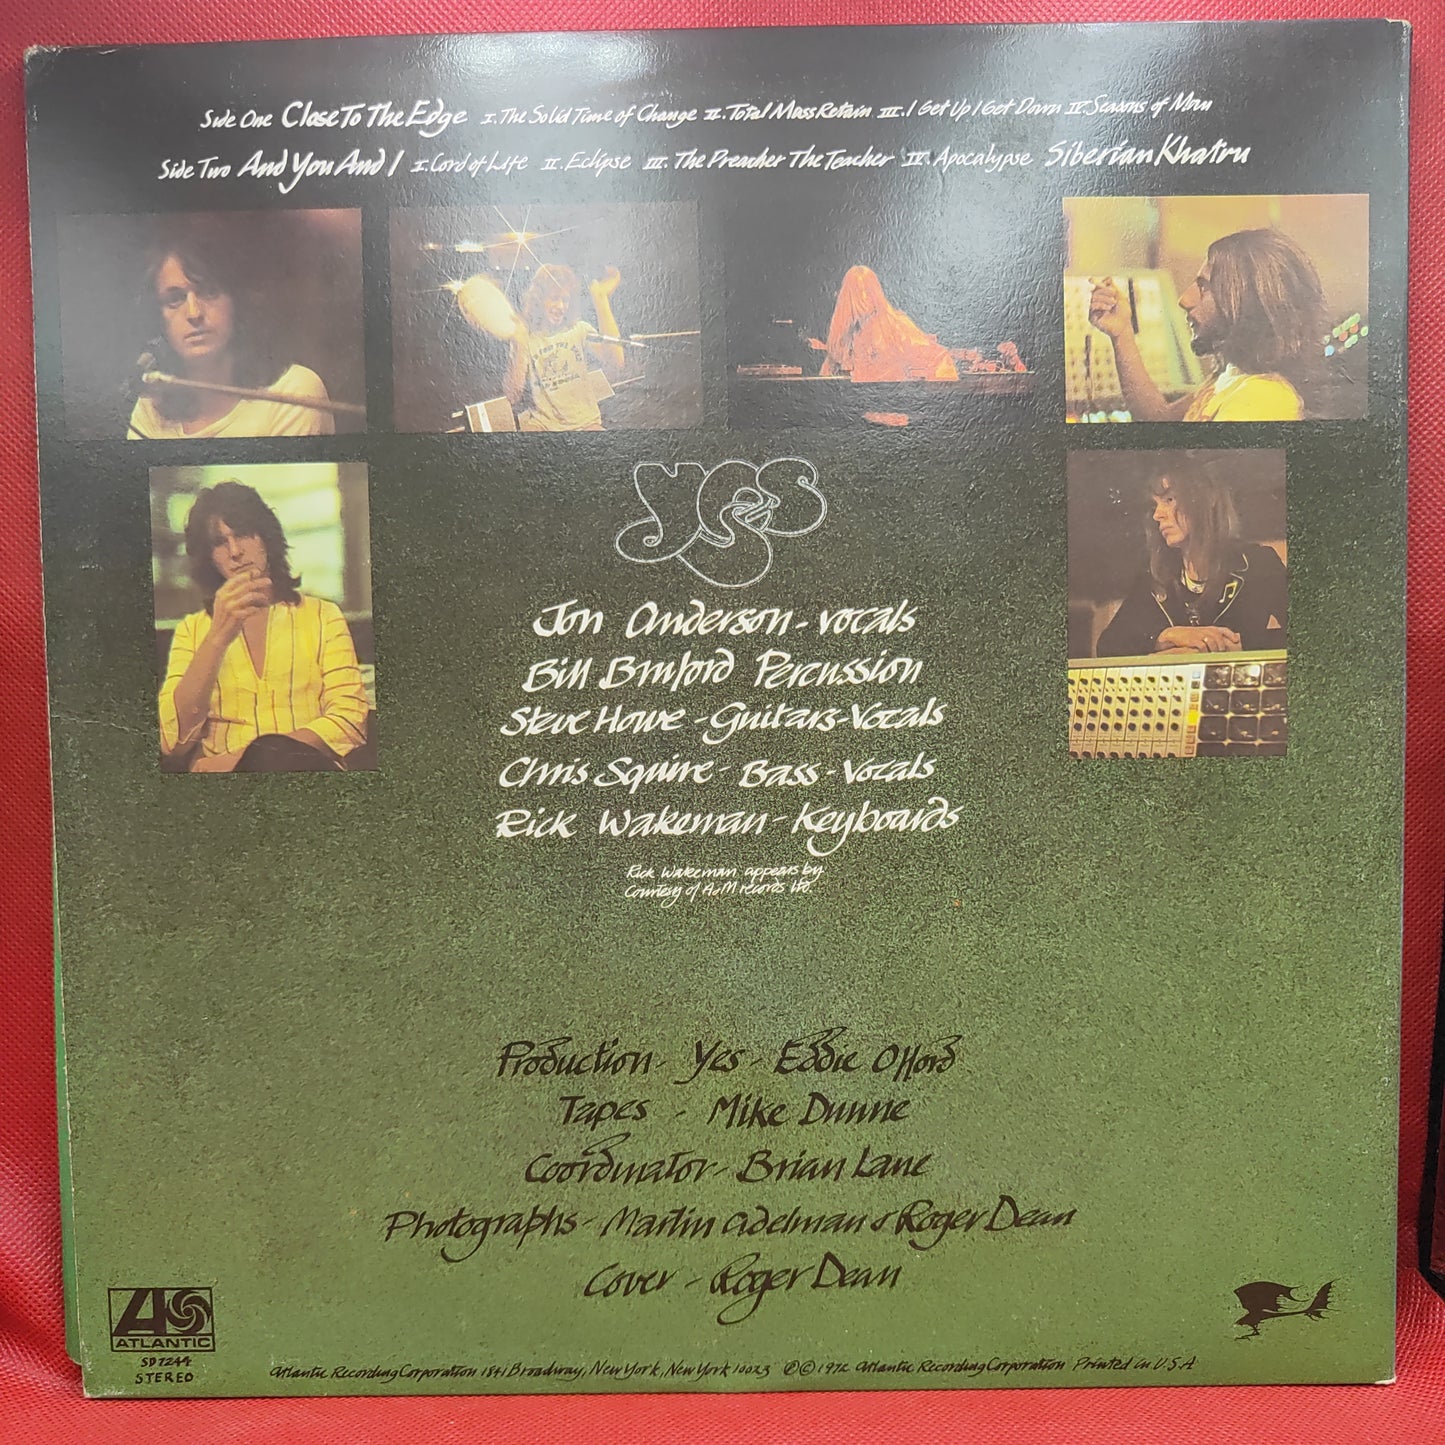 Side One Close To The Edge I. The Solid Time of Change II. Total Mass Retain III. I Get Up I Get Down IV. Seasons of Man
Side Two And You And I I. Cord of Life II. Eclipse III. The Preacher The Teacher IV. Apocalypse Siberian Khatru
yes
Jon Anderson - vocals
Bill Bruford Percussion
Steve Howe - Guitars - Vocals
Chris Squire - Bass - Vocals
Rick Wakeman - Keyboards
Rick Wakeman appears by
Courtesy of A&M records ltd.
Production - Yes - Eddie Offord
Tapes - Mike Dunne
Coordinator - Brian Lane
Photographs - Martin Adelman & Roger Dean
Cover - Roger Dean
ATLANTIC
SD 7244
STEREO
Atlantic Recording Corporation 1841 Broadway, New York, New York 10023 ℗©1972 Atlantic Recording Corporation Printed in U.S.A